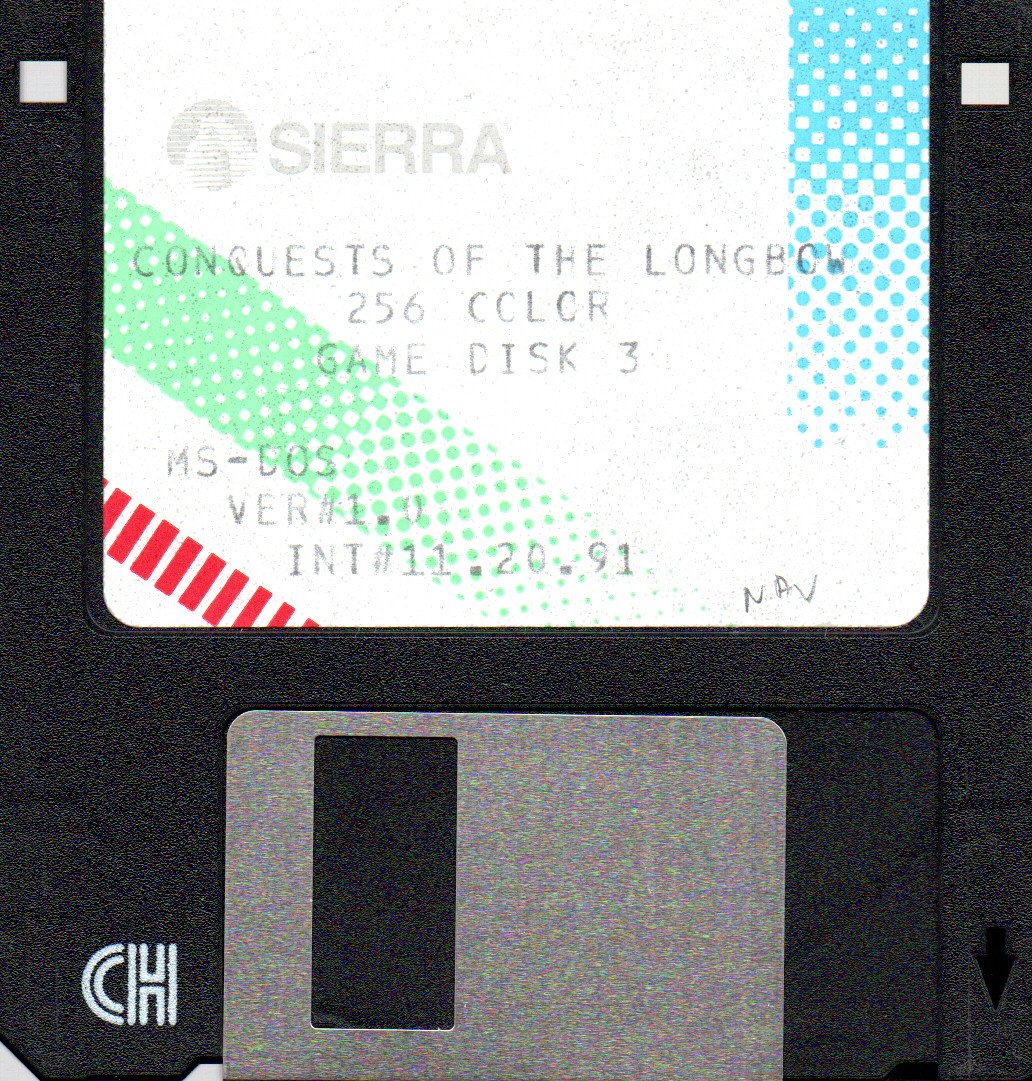 SIERRA
CONQUESTS OF THE LONGBOW
256 COLOR
GAME DISK 3
MS-DOS
VER#1.0
INT#11.20.91
NAV
CH